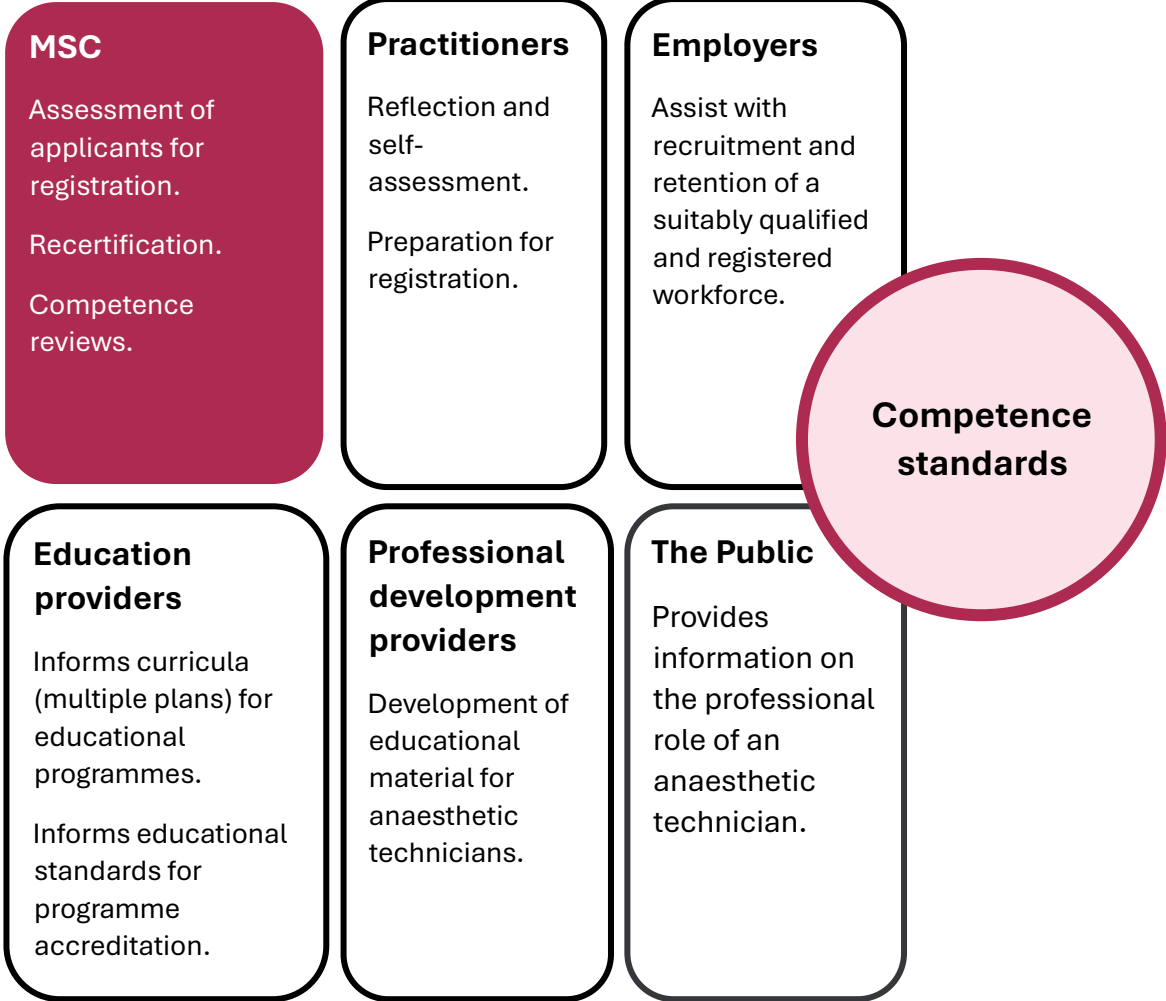 MSC
Assessment of
applicants for
registration.
Recertification.
Competence
reviews.
Practitioners
Reflection and
self-
assessment.
Preparation for
registration.
Employers
Assist with
recruitment and
retention of a
suitably qualified
and registered
workforce.
Competence
standards
Education
providers
Informs curricula
(multiple plans) for
educational
programmes.
Informs educational
standards for
programme
accreditation.
Professional
development
providers
Development of
educational
material for
anaesthetic
technicians.
The Public
Provides
information on
the professional
role of an
anaesthetic
technician.